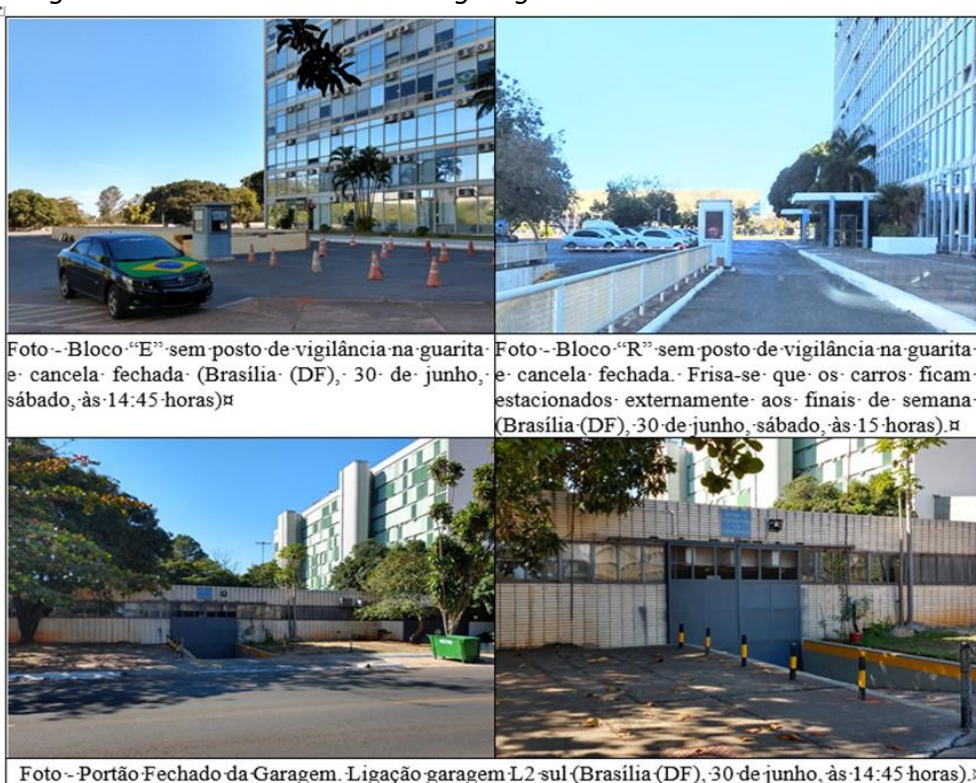 Foto - Bloco “E” sem posto de vigilância na guarita
e cancela fechada (Brasília (DF), 30 de junho,
sábado, às 14:45 horas)¤
Foto - Bloco “R” sem posto de vigilância na guarita
e cancela fechada. Frisa-se que os carros ficam
estacionados externamente aos finais de semana
(Brasília (DF), 30 de junho, sábado, às 15 horas).¤
Foto - Portão Fechado da Garagem. Ligação garagem L2 sul (Brasília (DF), 30 de junho, às 14:45 horas).